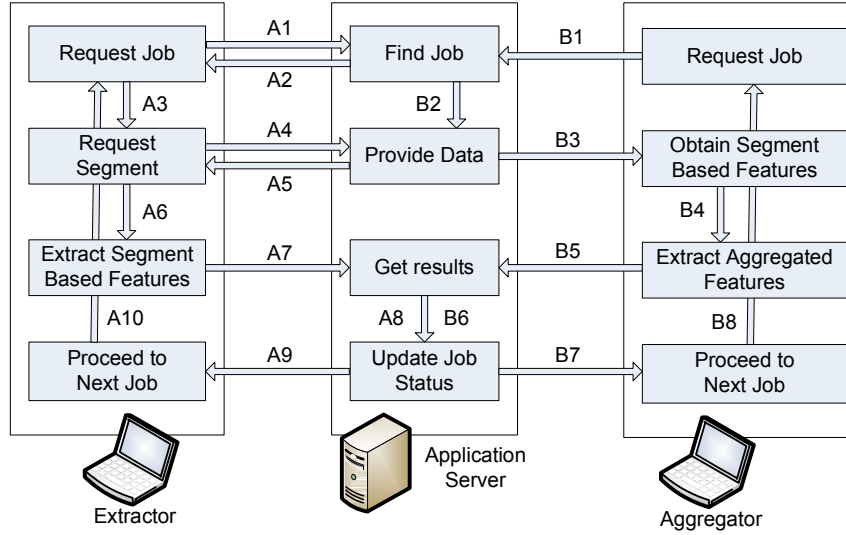 Request Job
A1
Find Job
B1
Request Job
A2
A3
B2
Request
Segment
A4
Provide Data
B3
Obtain Segment
Based Features
A5
A6
B4
Extract Segment
Based Features
A7
Get results
B5
Extract Aggregated
Features
A10
A8
B6
B8
Proceed to
Next Job
A9
Update Job
Status
B7
Proceed to
Next Job
Extractor
Application
Server
Aggregator